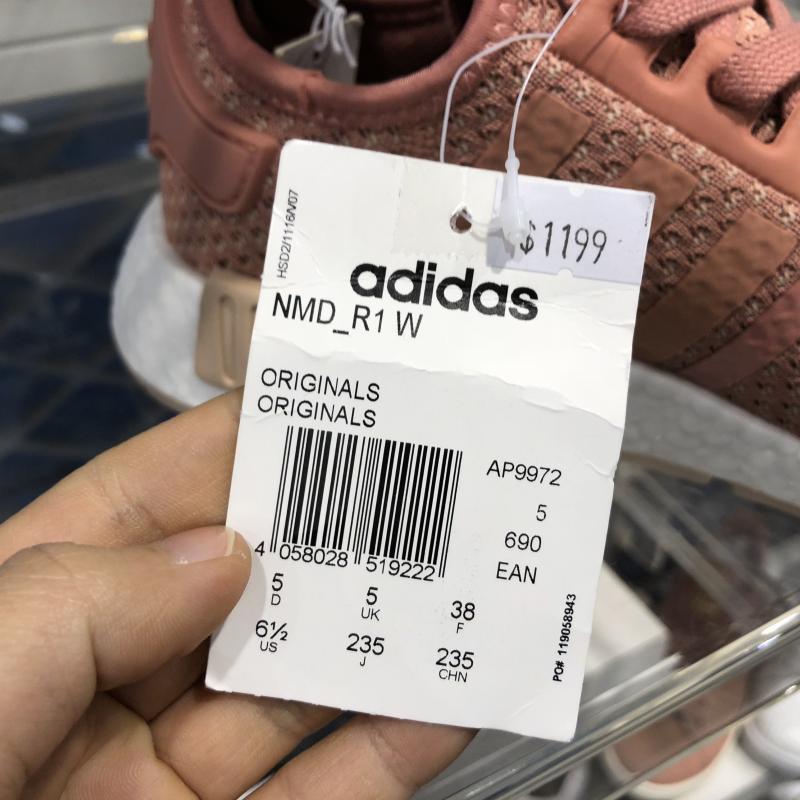 HSD2/1116/V07
$1199
adidas
NMD_R1 W
ORIGINALS
ORIGINALS
AP9972
5
690
EAN
4 058028 519222
5 D
5 UK
38 F
6½ US
235 J
235 CHN
PO# 119058943